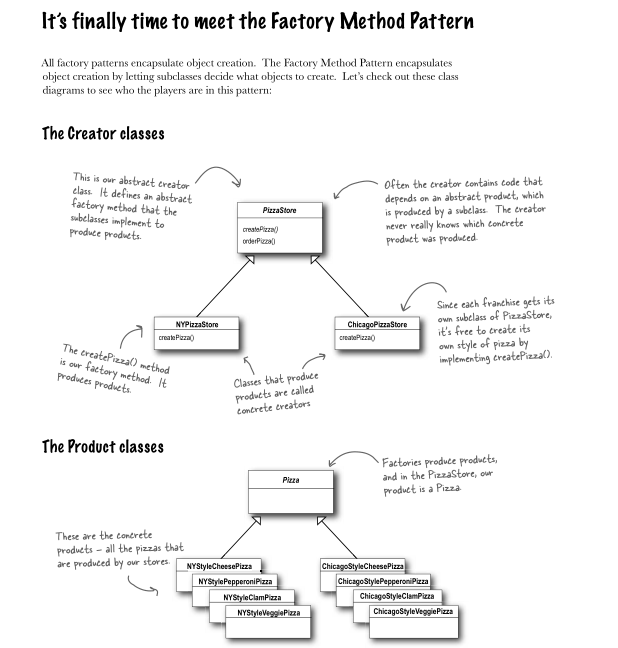 It's finally time to meet the Factory Method Pattern
All factory patterns encapsulate object creation. The Factory Method Pattern encapsulates
object creation by letting subclasses decide what objects to create. Let's check out these class
diagrams to see who the players are in this pattern:
The Creator classes
This is our abstract creator
class. It defines an abstract
factory method that the
subclasses implement to
produce products.
PizzaStore
createPizza()
orderPizza()
Often the creator contains code that
depends on an abstract product, which
is produced by a subclass. The creator
never really knows which concrete
product was produced.
NYPizzaStore
createPizza()
ChicagoPizzaStore
createPizza()
Since each franchise gets its
own subclass of PizzaStore,
it's free to create its
own style of pizza by
implementing createPizza().
The createPizza() method
is our factory method. It
produces products.
Classes that produce
products are called
concrete creators
The Product classes
Pizza
Factories produce products,
and in the PizzaStore, our
product is a Pizza.
These are the concrete
products – all the pizzas that
are produced by our stores.
NYStyleCheesePizza
NYStylePepperoniPizza
NYStyleClamPizza
NYStyleVeggiePizza
ChicagoStyleCheesePizza
ChicagoStylePepperoniPizza
ChicagoStyleClamPizza
ChicagoStyleVeggiePizza